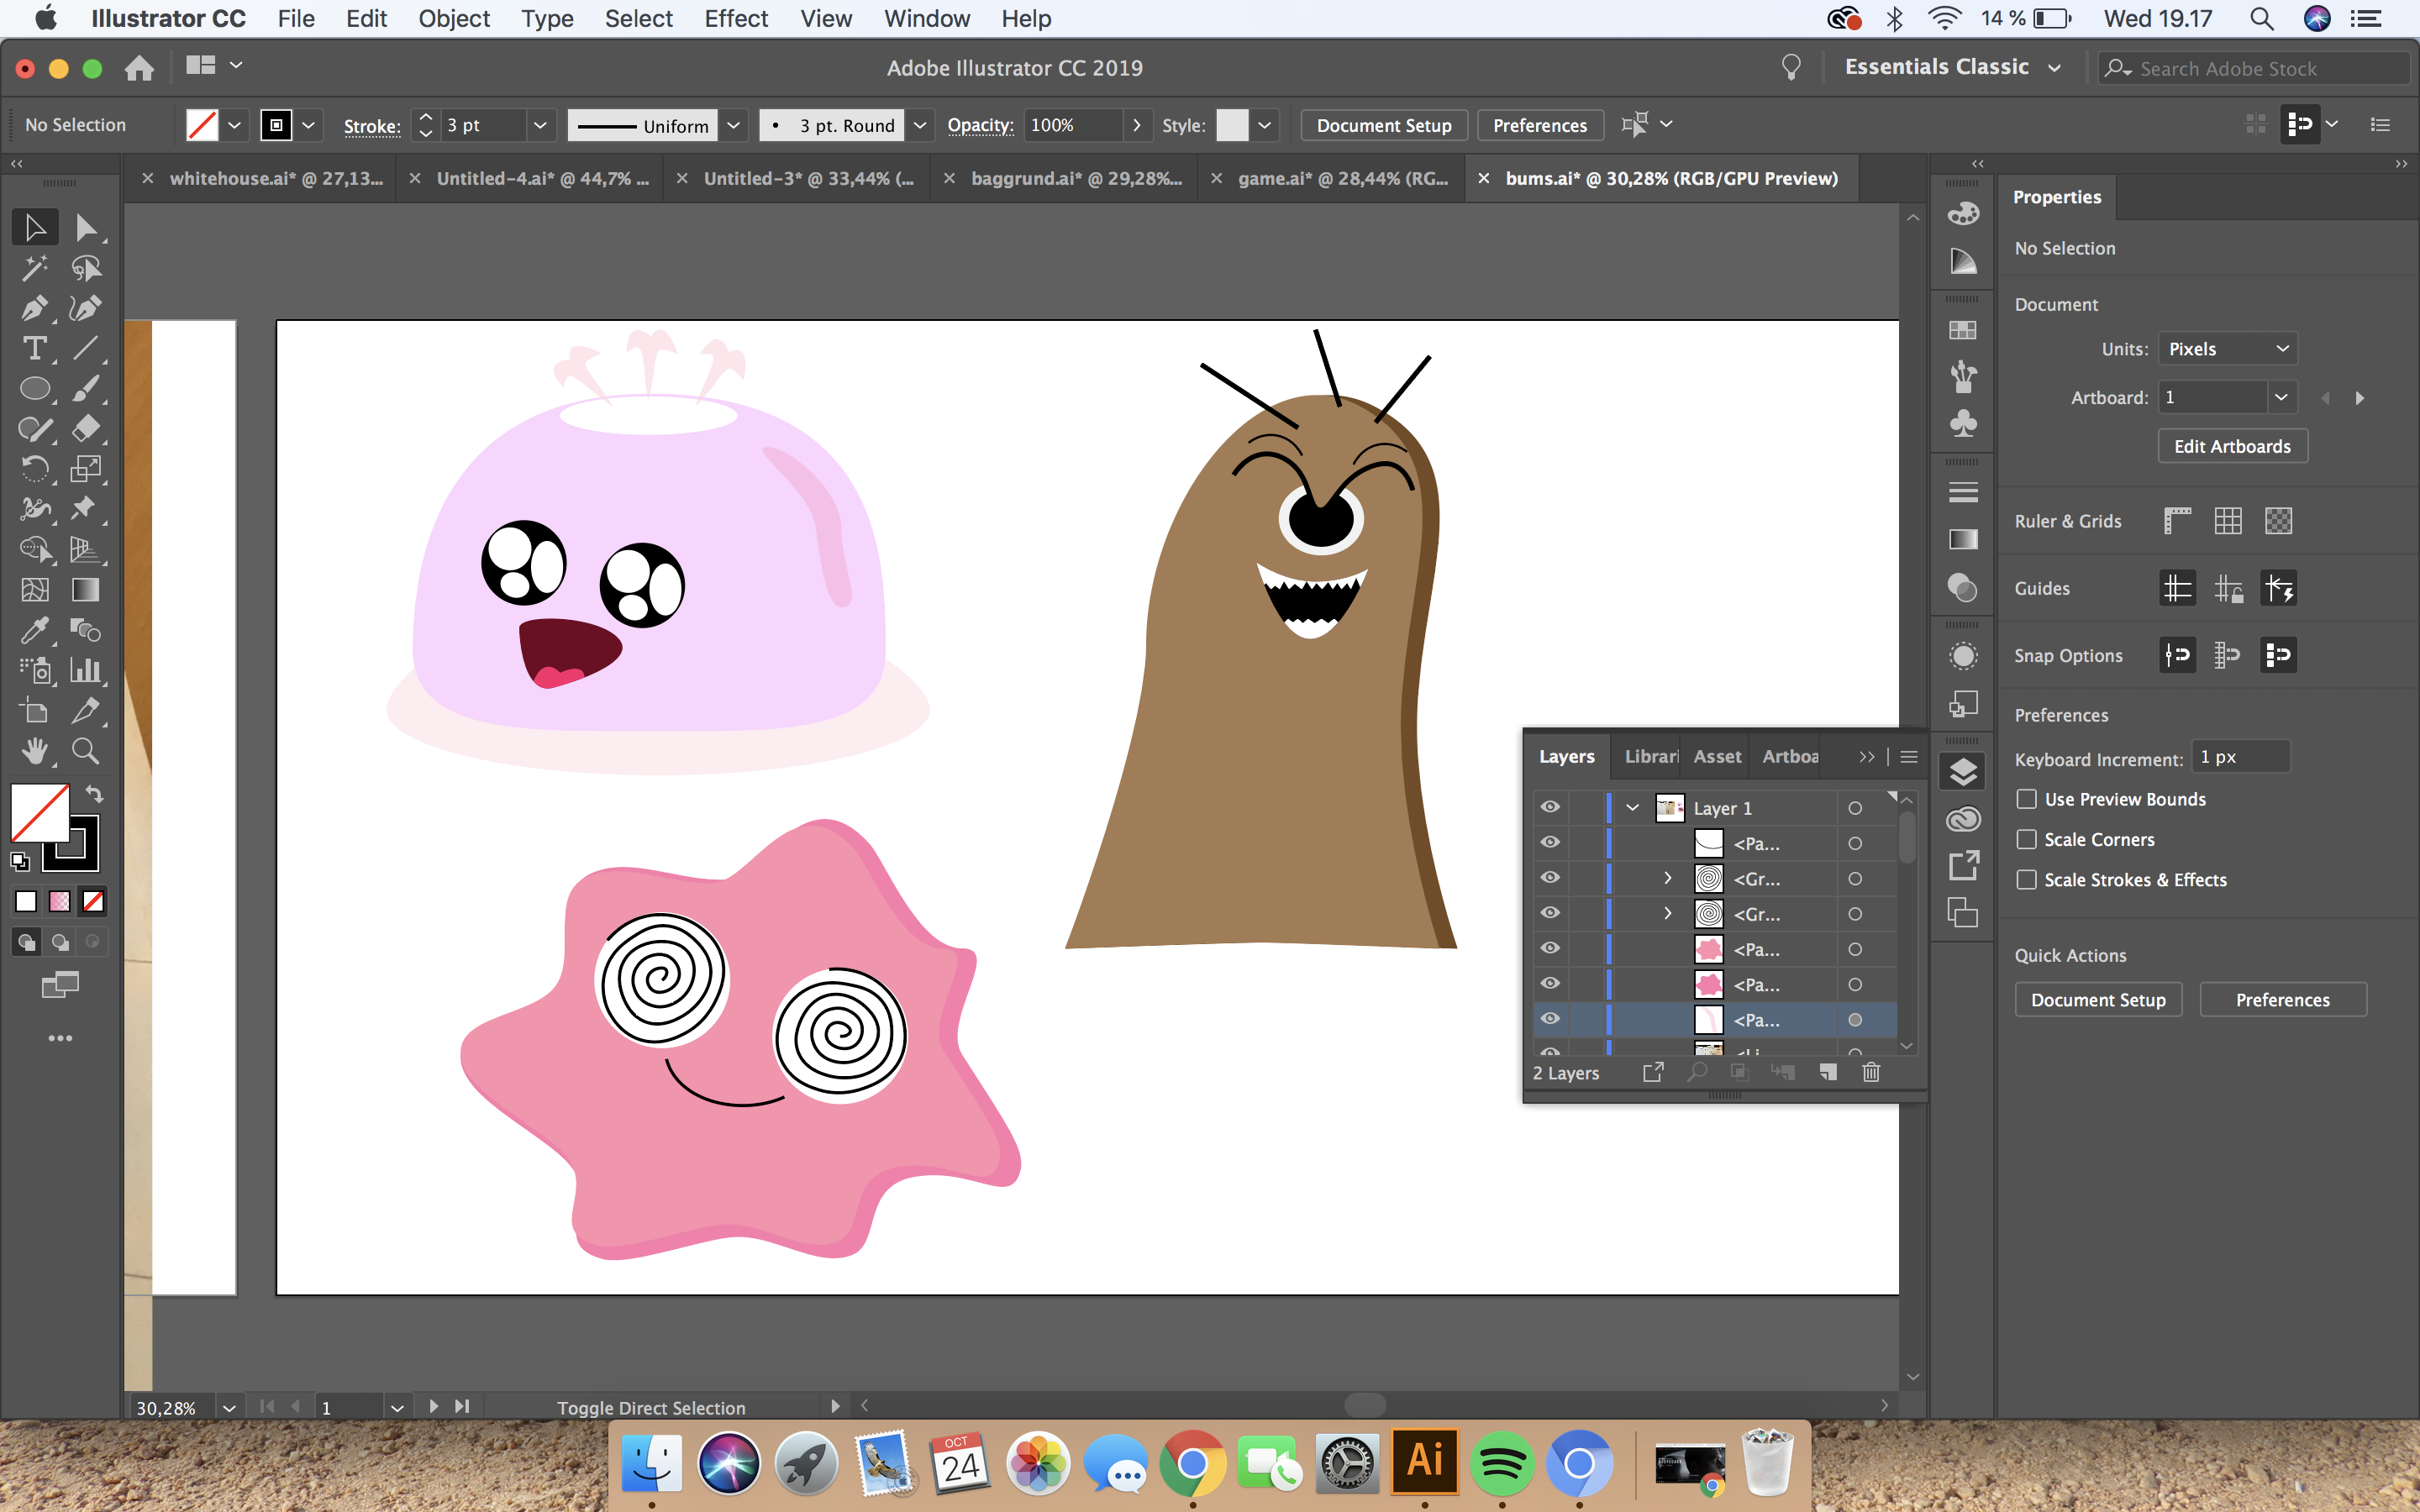 Illustrator CC File Edit Object Type Select Effect View Window Help 14 % Wed 19.17
Adobe Illustrator CC 2019 Essentials Classic Search Adobe Stock
No Selection Stroke: 3 pt Uniform 3 pt. Round Opacity: 100% Style: Document Setup Preferences
whitehouse.ai* @ 27,13... Untitled-4.ai* @ 44,7% ... Untitled-3* @ 33,44% (... baggrund.ai* @ 29,28%... game.ai* @ 28,44% (RG... bums.ai* @ 30,28% (RGB/GPU Preview)
Properties
No Selection
Document
Units: Pixels
Artboard: 1
Edit Artboards
Ruler & Grids
Guides
Snap Options
Preferences
Keyboard Increment: 1 px
Use Preview Bounds
Scale Corners
Scale Strokes & Effects
Quick Actions
Document Setup Preferences
Layers Librari Asset Artboa
Layer 1
<Pa...
<Gr...
<Gr...
<Pa...
<Pa...
<Pa...
<Li...
2 Layers
30,28% 1 Toggle Direct Selection
OCT
24
Ai